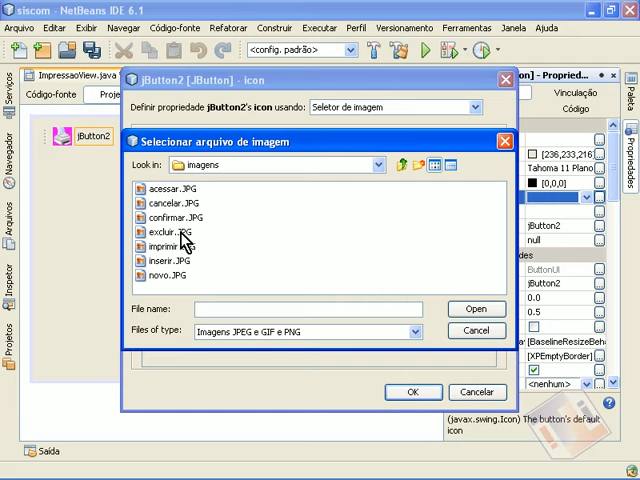 siscom - NetBeans IDE 6.1
Arquivo Editar Exibir Navegar Código-fonte Refatorar Construir Executar Perfil Versionamento Ferramentas Janela Ajuda
<config. padrão>
ImpressaoView.java
jButton2 [JButton] - icon
] - Propried...
Código-fonte
Proje
Definir propriedade jButton2's icon usando:
Seletor de imagem
Vinculação
Código
Serviços
Navegador
Arquivos
Inspetor
Projetos
Paleta
Propriedades
jButton2
Selecionar arquivo de imagem
Look in:
imagens
acessar.JPG
cancelar.JPG
confirmar.JPG
excluir.JPG
imprimir
inserir.JPG
novo.JPG
File name:
Open
Files of type:
Imagens JPEG e GIF e PNG
Cancel
OK
Cancelar
[236,233,216]
Tahoma 11 Plano
[0,0,0]
jButton2
null
des
ButtonUI
jButton2
0.0
0.5
[BaselineResizeBeha
[XPEmptyBorder]
<nenhum>
(javax.swing.Icon) The button's default
icon
Saída